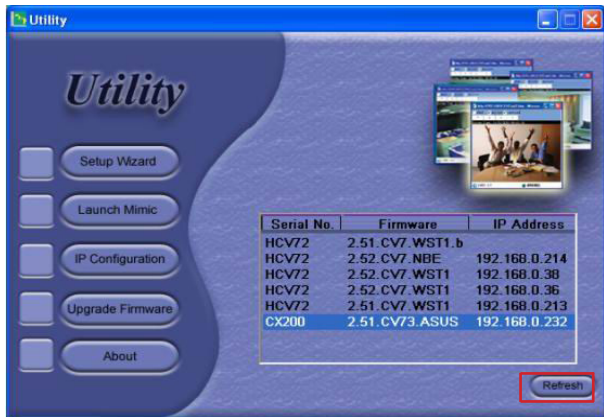 Utility
Utility
Setup Wizard
Launch Mimic
IP Configuration
Upgrade Firmware
About
Serial No. Firmware IP Address
HCV72 2.51.CV7.WST1.b
HCV72 2.52.CV7.NBE 192.168.0.214
HCV72 2.52.CV7.WST1 192.168.0.38
HCV72 2.52.CV7.WST1 192.168.0.36
HCV72 2.51.CV7.WST1 192.168.0.213
CX200 2.51.CV73.ASUS 192.168.0.232
Refresh